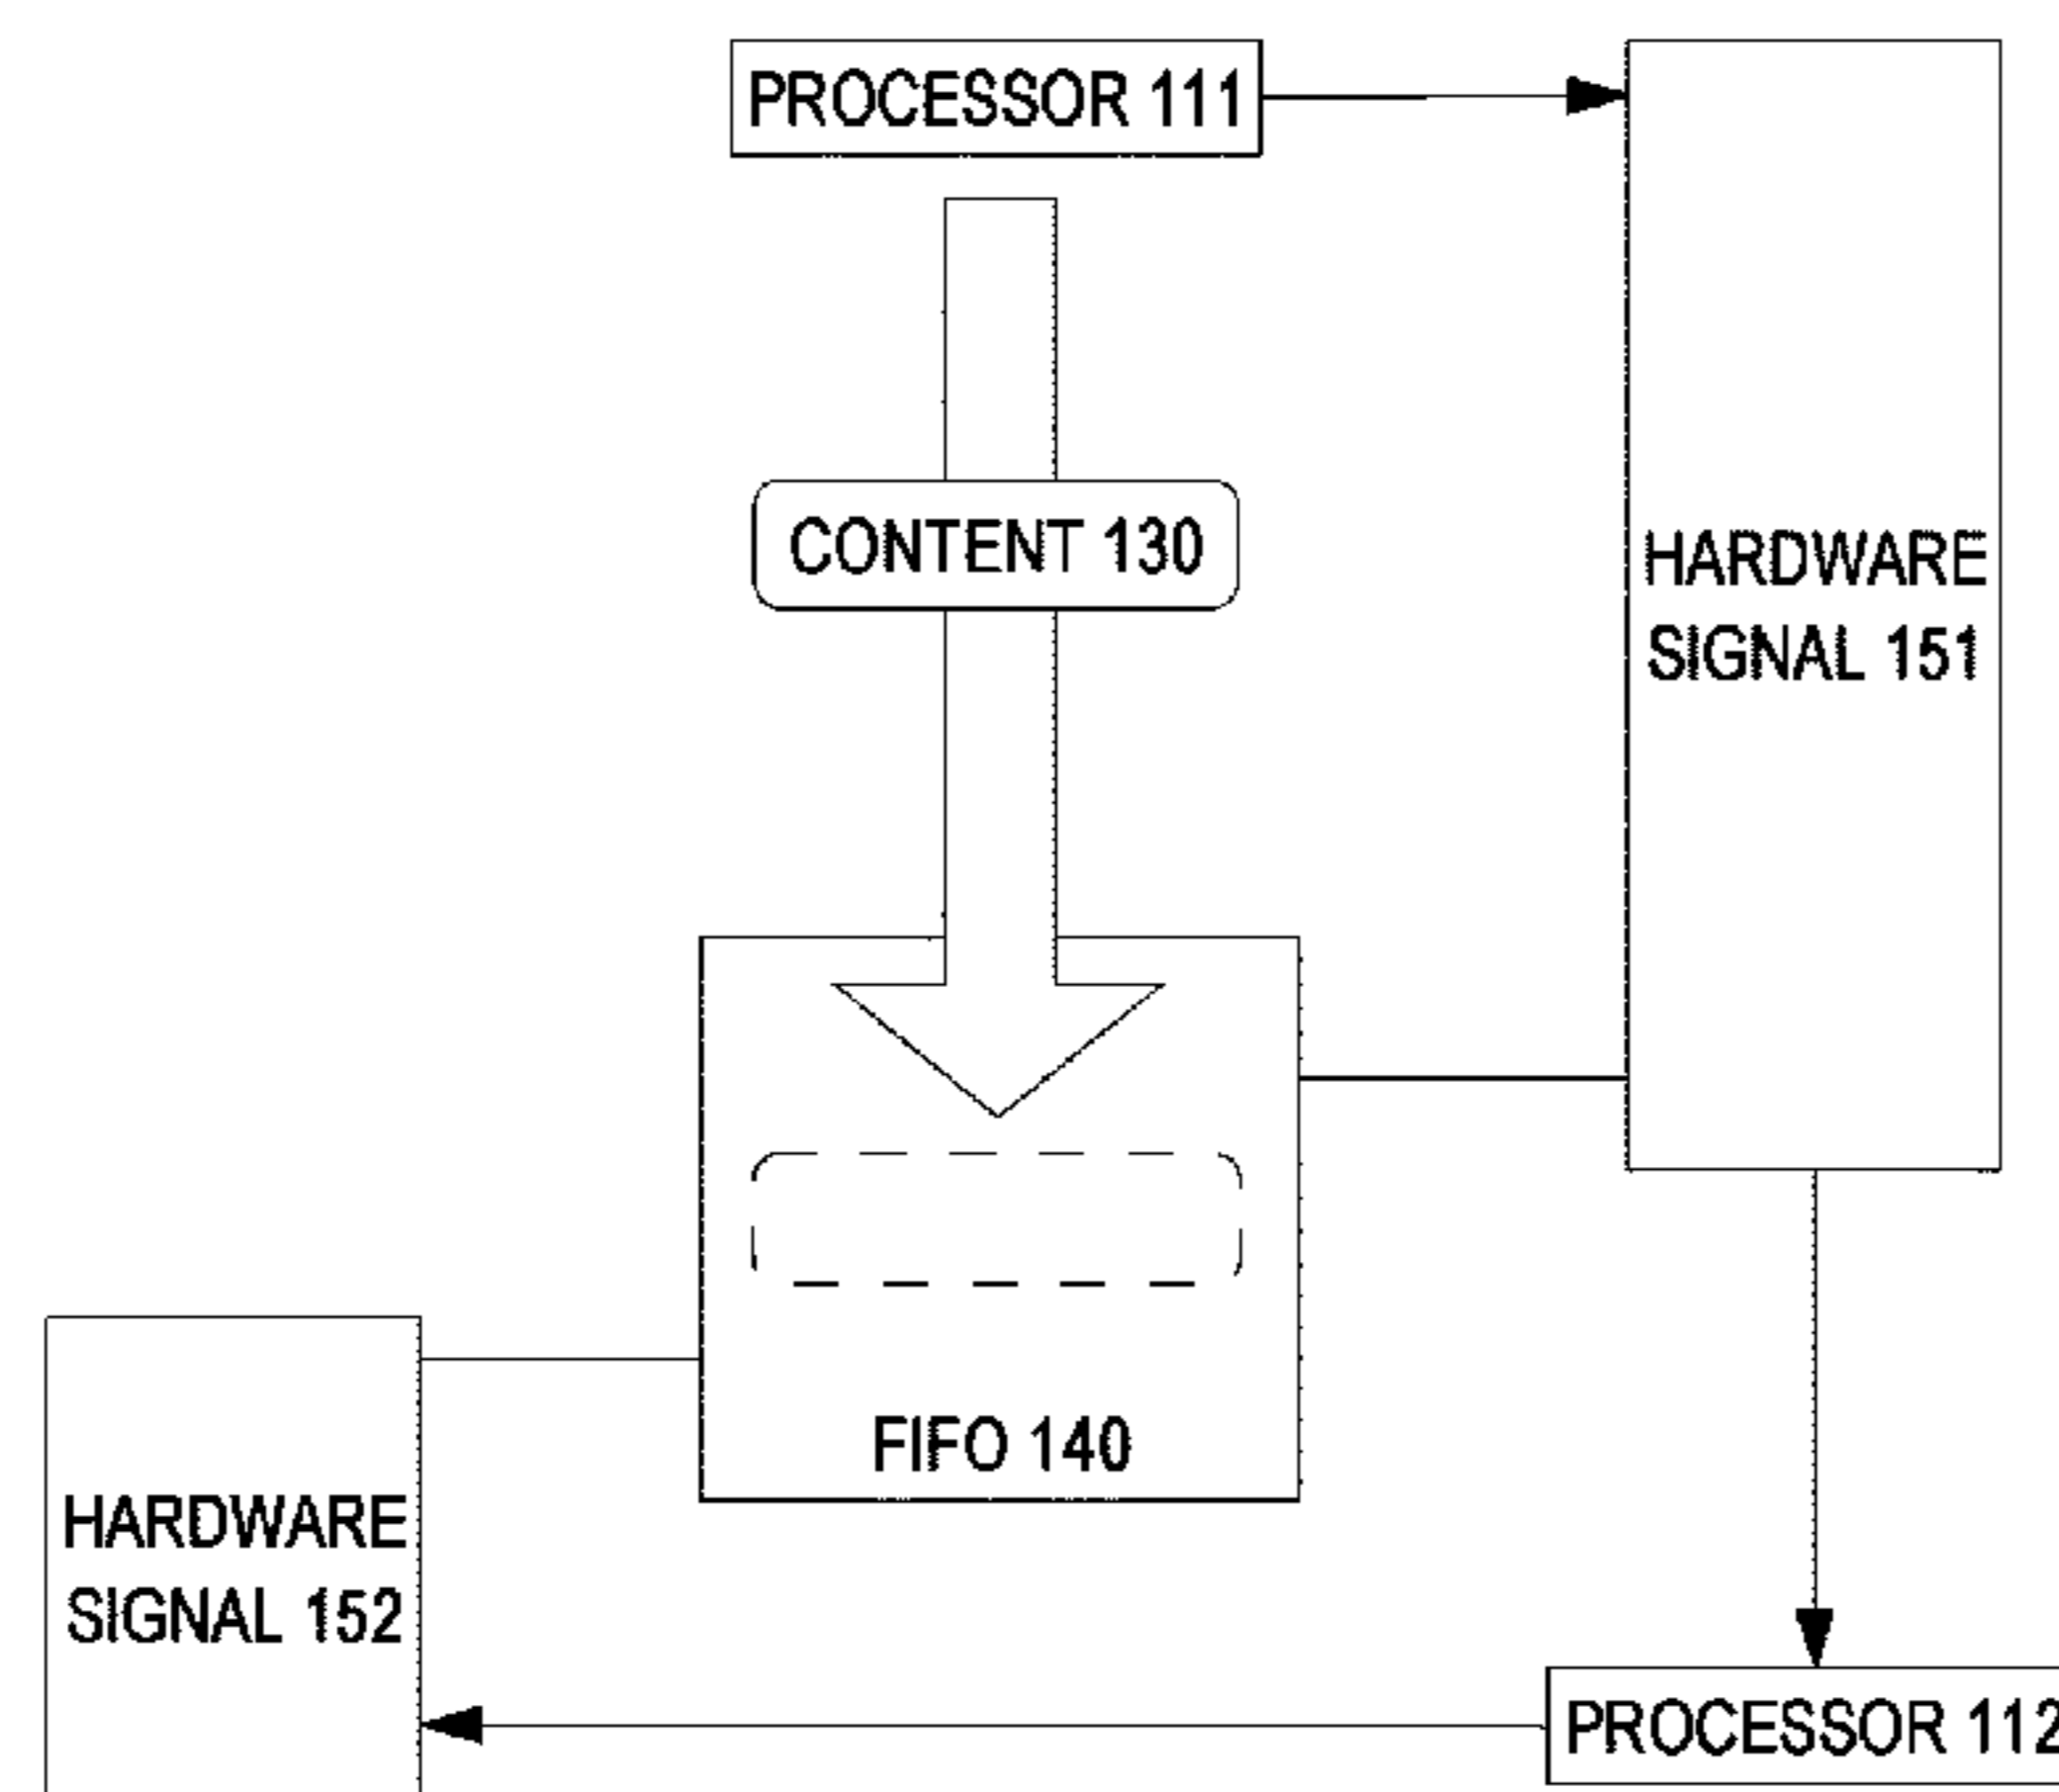 PROCESSOR 111
CONTENT 130
HARDWARE
SIGNAL 151
FIFO 140
HARDWARE
SIGNAL 152
PROCESSOR 112